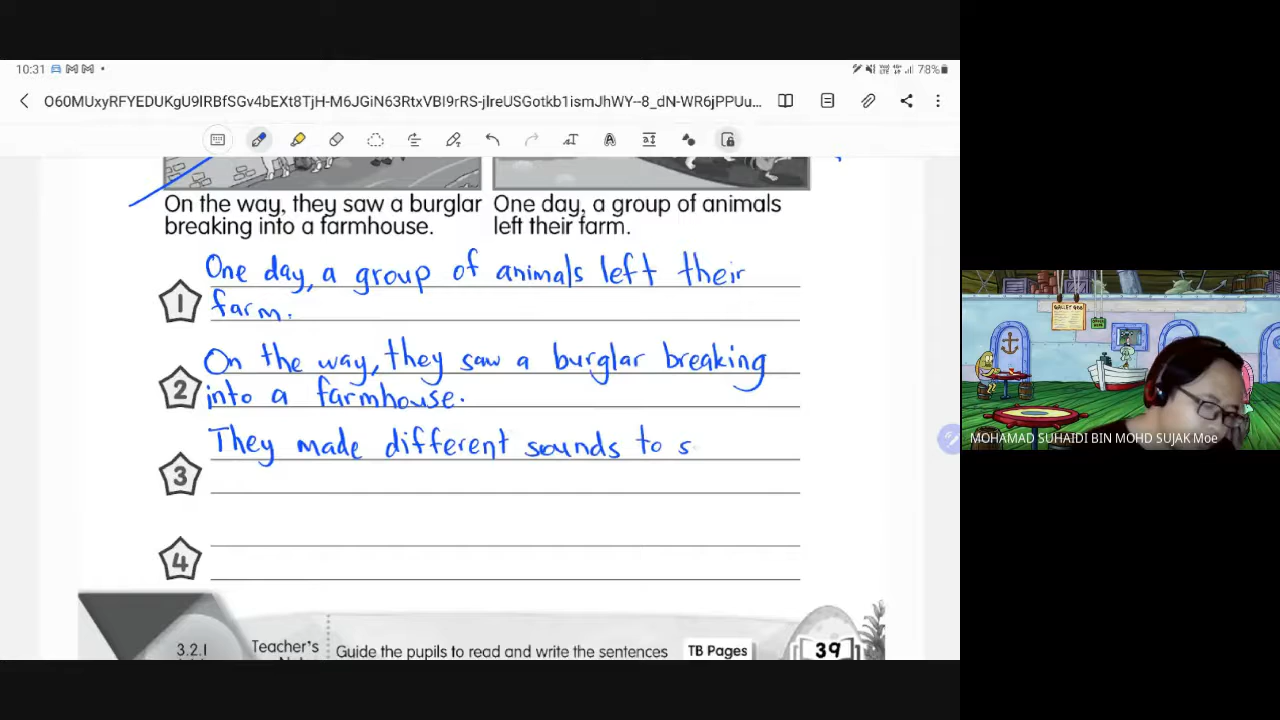 10:31
78%
O60MUxyRFYEDUKgU9lRBfSGv4bEXt8TjH-M6JGiN63RtxVBI9rRS-jlreUSGotkb1ismJhWY--8_dN-WR6jPPUu...
On the way, they saw a burglar
breaking into a farmhouse.
One day, a group of animals
left their farm.
1
One day, a group of animals left their
farm.
2
On the way, they saw a burglar breaking
into a farmhouse.
3
They made different sounds to s
4
3.2.1
Teacher's
Guide the pupils to read and write the sentences
TB Pages
39
MOHAMAD SUHAIDI BIN MOHD SUJAK Moe